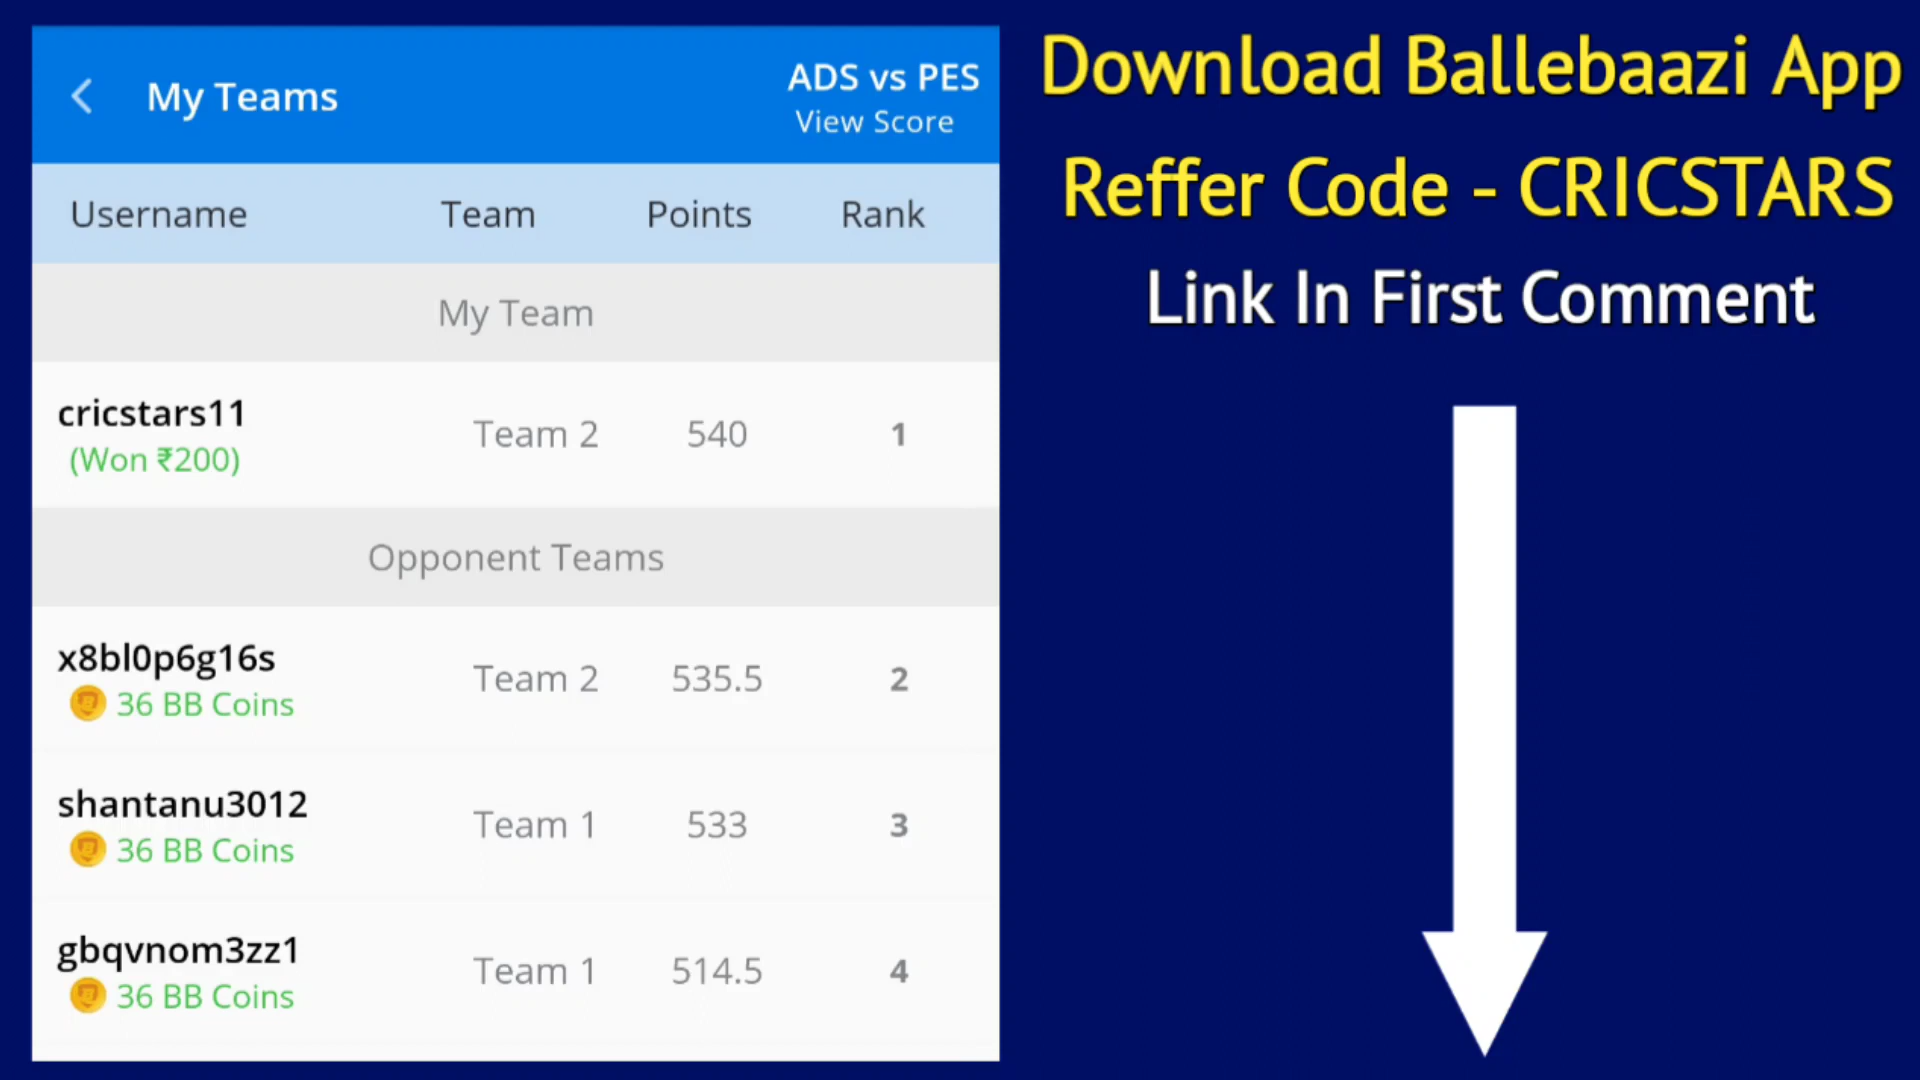 My Teams
ADS vs PES
View Score
Username Team Points Rank
My Team
cricstars11
(Won ₹200)
Team 2 540 1
Opponent Teams
x8bl0p6g16s
36 BB Coins
Team 2 535.5 2
shantanu3012
36 BB Coins
Team 1 533 3
gbqvnom3zz1
36 BB Coins
Team 1 514.5 4
Download Ballebaazi App
Reffer Code - CRICSTARS
Link In First Comment